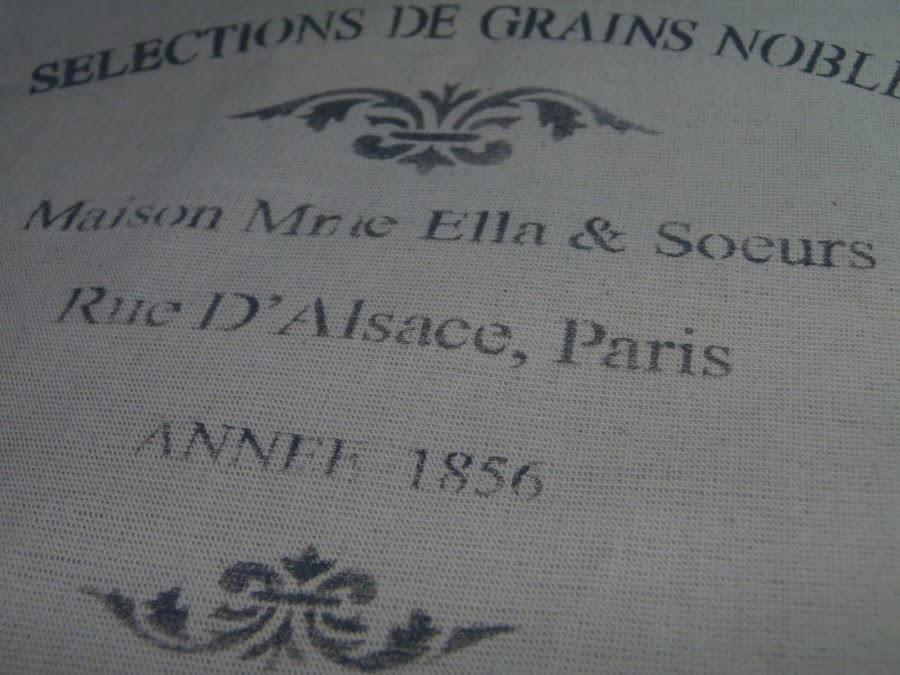 SELECTIONS DE GRAINS NOBLE
Maison Mme Ella & Soeurs
Rue D'Alsace, Paris
ANNEE 1856